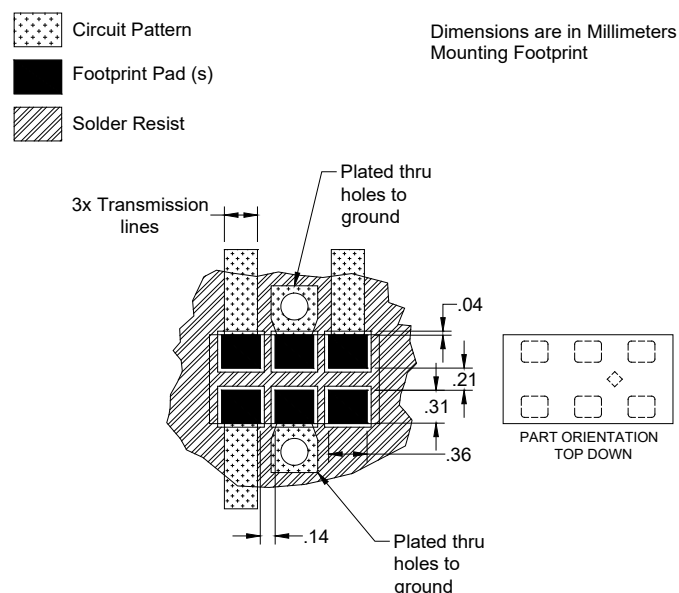 Circuit Pattern
Dimensions are in Millimeters
Mounting Footprint
Footprint Pad (s)
Solder Resist
Plated thru
holes to
ground
3x Transmission
lines
.04
.21
.31
.36
.14
PART ORIENTATION
TOP DOWN
Plated thru
holes to
ground